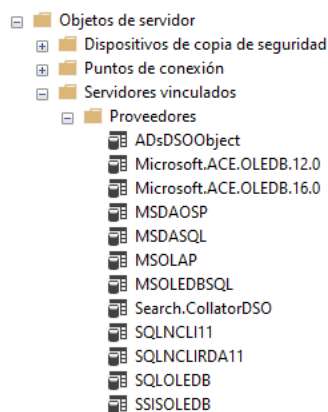 Objetos de servidor
Dispositivos de copia de seguridad
Puntos de conexión
Servidores vinculados
Proveedores
ADsDSOObject
Microsoft.ACE.OLEDB.12.0
Microsoft.ACE.OLEDB.16.0
MSDAOSP
MSDASQL
MSOLAP
MSOLEDBSQL
Search.CollatorDSO
SQLNCLI11
SQLNCLIRDA11
SQLOLEDB
SSISOLEDB